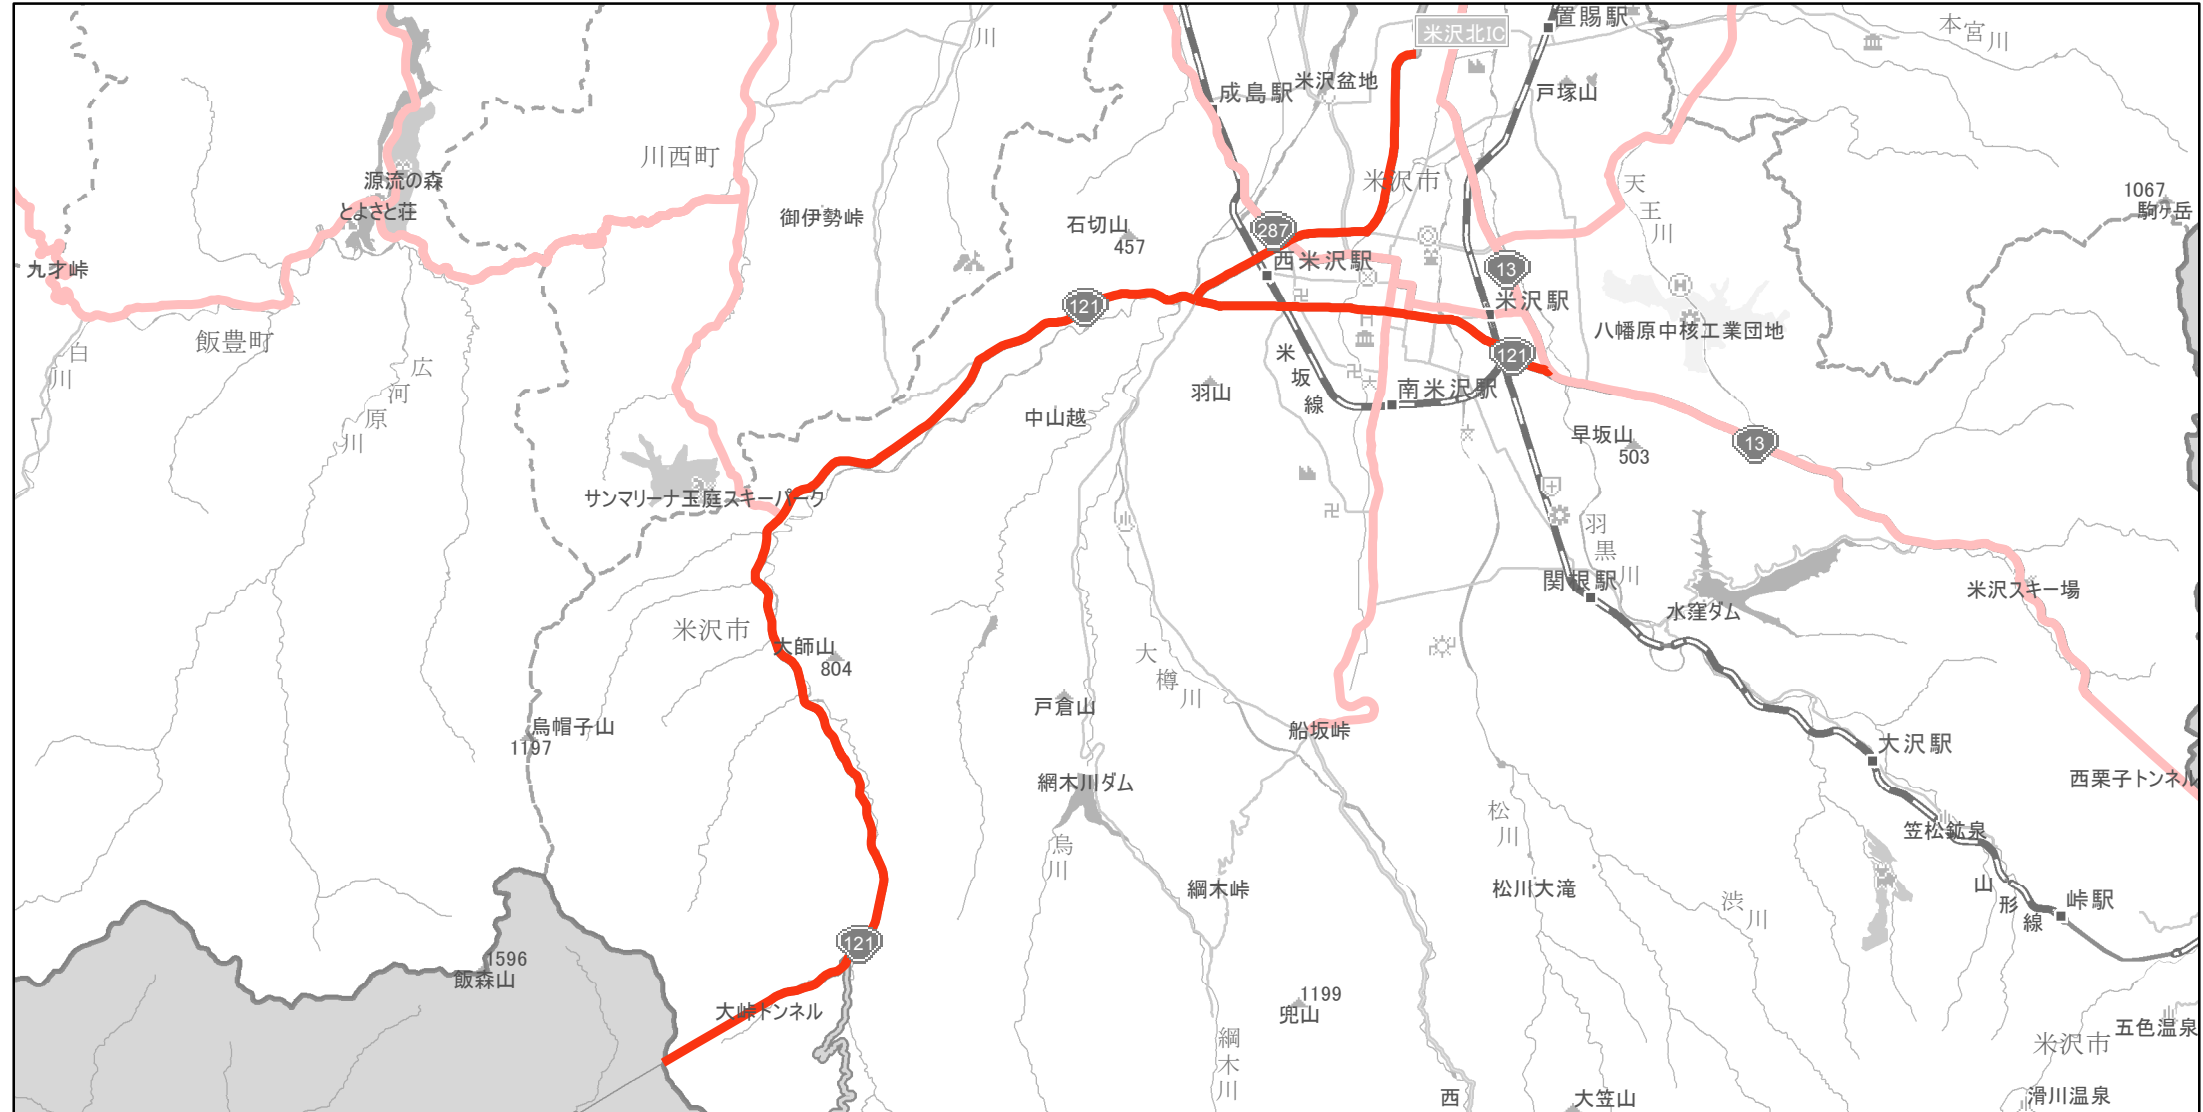 置賜駅
米沢北IC
本宮川
川
成島駅
米沢盆地
戸塚山
川西町
源流の森
とよさと荘
米沢市
天王川
1067
駒ヶ岳
御伊勢峠
石切山
457
287
九才峠
西米沢駅
13
米沢駅
121
飯豊町
八幡原中核工業団地
白川
広河原川
米坂線
121
羽山
南米沢駅
中山越
早坂山
503
13
サンマリーナ玉庭スキーパーク
羽黒川
関根駅
水窪ダム
米沢スキー場
米沢市
大師山
804
大樽川
戸倉山
烏帽子山
1197
船坂峠
大沢駅
綱木川ダム
西栗子トンネル
松川
笠松鉱泉
烏川
綱木峠
松川大滝
渋川
山形線
峠駅
121
1596
飯森山
大峠トンネル
1199
兜山
綱木川
五色温泉
米沢市
西
大笠山
滑川温泉